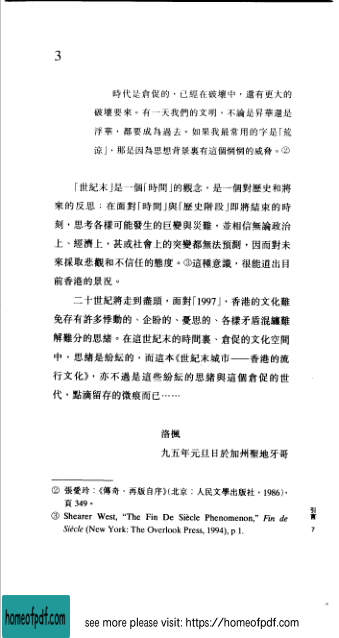 3
時代是倉促的，已經在破壞中，還有更大的
破壞要來。有一天我們的文明，不論是昇華還是
浮華，都要成為過去。如果我最常用的字是「荒
涼」，那是因為思想背景裏有這個惘惘的威脅。②
「世紀末」是一個「時間」的觀念，是一個對歷史和將
來的反思；在面對「時間」與「歷史階段」即將結束的時
刻，思考各樣可能發生的巨變與災難，並相信無論政治
上、經濟上，甚或社會上的突變都無法預測，因而對未
來採取悲觀和不信任的態度。③這種意識，很能道出目
前香港的景況。
二十世紀將走到盡頭，面對「1997」，香港的文化難
免存有許多悸動的、企盼的、憂思的、各樣矛盾混纏難
解難分的思緒。在這世紀末的時間裏、倉促的文化空間
中，思緒是紛紜的，而這本《世紀末城市——香港的流
行文化》，亦不過是這些紛紜的思緒與這個倉促的世
代，點滴留存的微痕而已……
洛楓
九五年元旦日於加州聖地牙哥
② 張愛玲：《傳奇．再版自序》(北京：人民文學出版社，1986)，
頁 349。
③ Shearer West, "The Fin De Siècle Phenomenon," Fin de
Siècle (New York: The Overlook Press, 1994), p 1.
引言
7
homeofpdf.com
see more please visit: https://homeofpdf.com